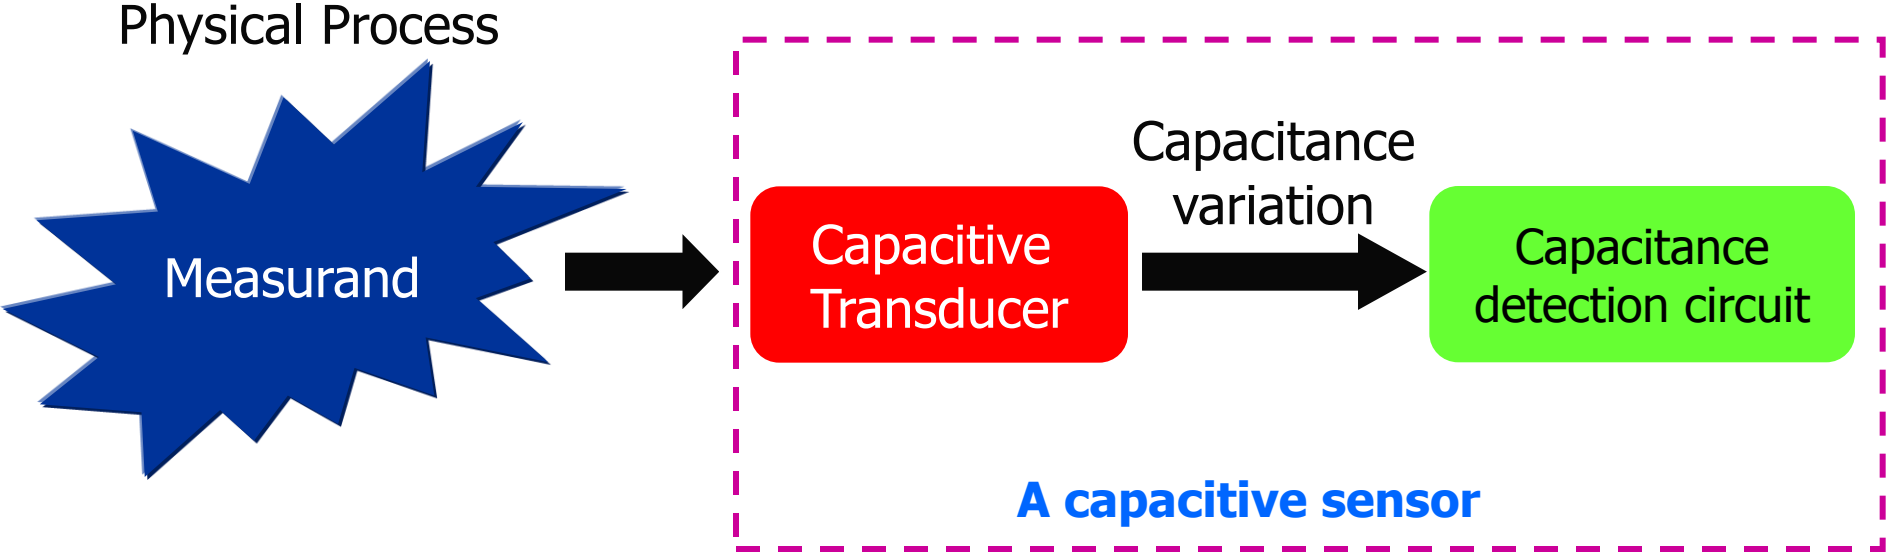 Physical Process
Measurand
Capacitive
Transducer
Capacitance
variation
Capacitance
detection circuit
A capacitive sensor